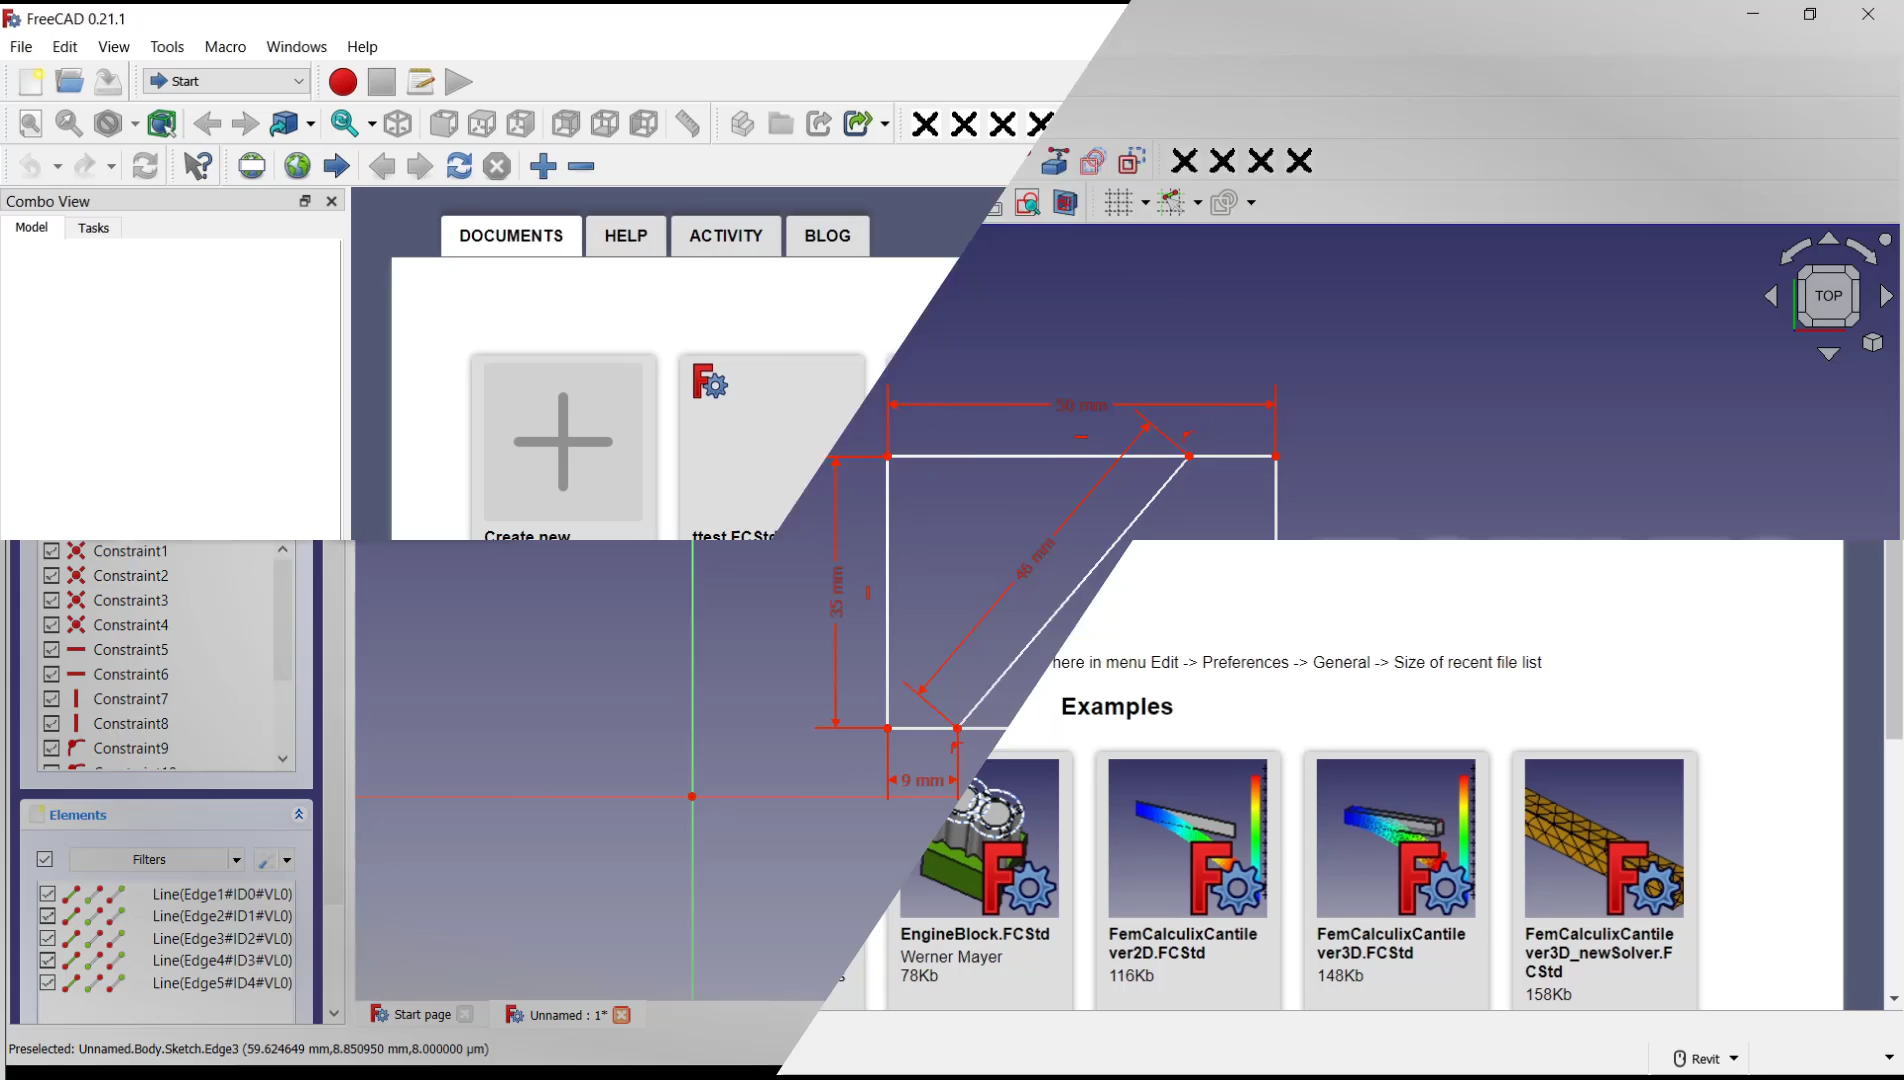 FreeCAD 0.21.1
File Edit View Tools Macro Windows Help
Start
Combo View
Model Tasks
DOCUMENTS HELP ACTIVITY BLOG
TOP
50 mm
Create new
ttest.FCStd
46 mm
35 mm
9 mm
Constraint1
Constraint2
Constraint3
Constraint4
Constraint5
Constraint6
Constraint7
Constraint8
Constraint9
here in menu Edit -> Preferences -> General -> Size of recent file list
Examples
Elements
Filters
Line(Edge1#ID0#VL0)
Line(Edge2#ID1#VL0)
Line(Edge3#ID2#VL0)
Line(Edge4#ID3#VL0)
Line(Edge5#ID4#VL0)
EngineBlock.FCStd
Werner Mayer
78Kb
FemCalculixCantile
ver2D.FCStd
116Kb
FemCalculixCantile
ver3D.FCStd
148Kb
FemCalculixCantile
ver3D_newSolver.F
CStd
158Kb
Start page
Unnamed : 1*
Preselected: Unnamed.Body.Sketch.Edge3 (59.624649 mm,8.850950 mm,8.000000 µm)
Revit